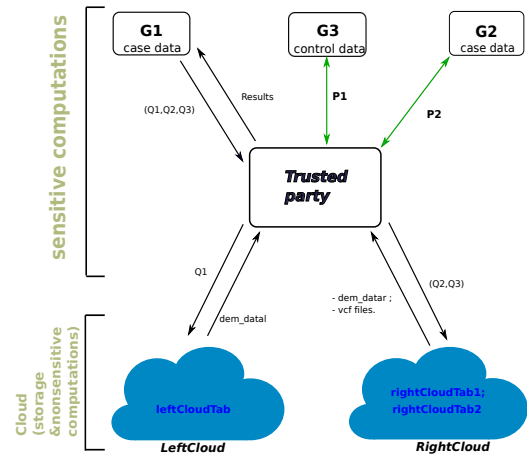 sensitive computations
G1
case data
G3
control data
G2
case data
Results
P1
(Q1,Q2,Q3)
P2
Trusted
party
Q1
(Q2,Q3)
- dem_datar ;
- vcf files.
dem_datal
Cloud
(storage
&nonsensitive
computations)
leftCloudTab
rightCloudTab1;
rightCloudTab2
LeftCloud
RightCloud